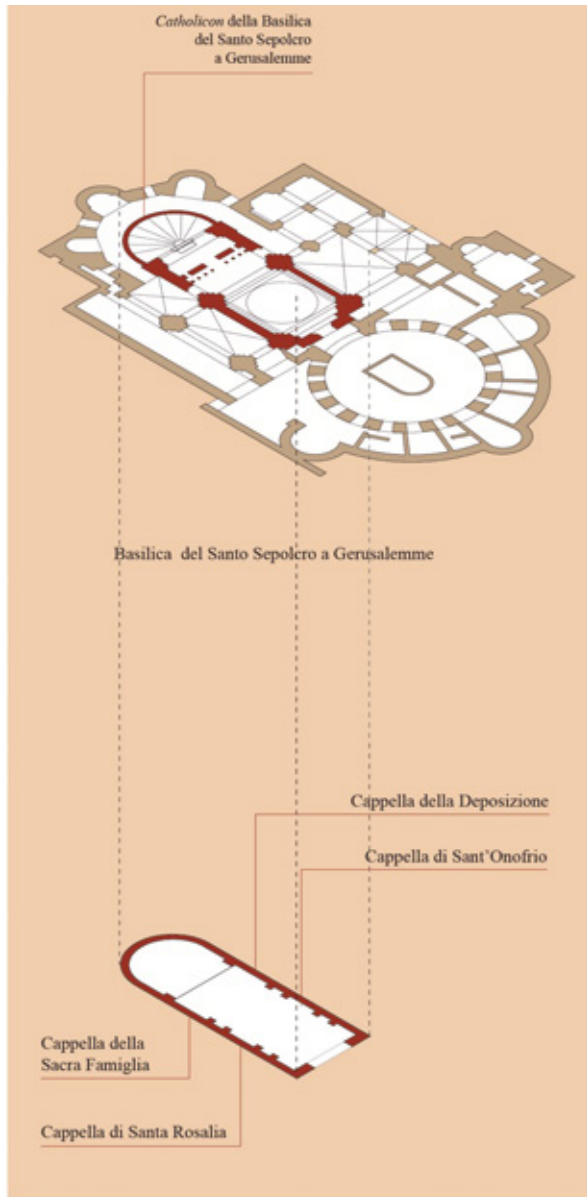 Catholicon della Basilica
del Santo Sepolcro
a Gerusalemme
Basilica del Santo Sepolcro a Gerusalemme
Cappella della Deposizione
Cappella di Sant'Onofrio
Cappella della
Sacra Famiglia
Cappella di Santa Rosalia